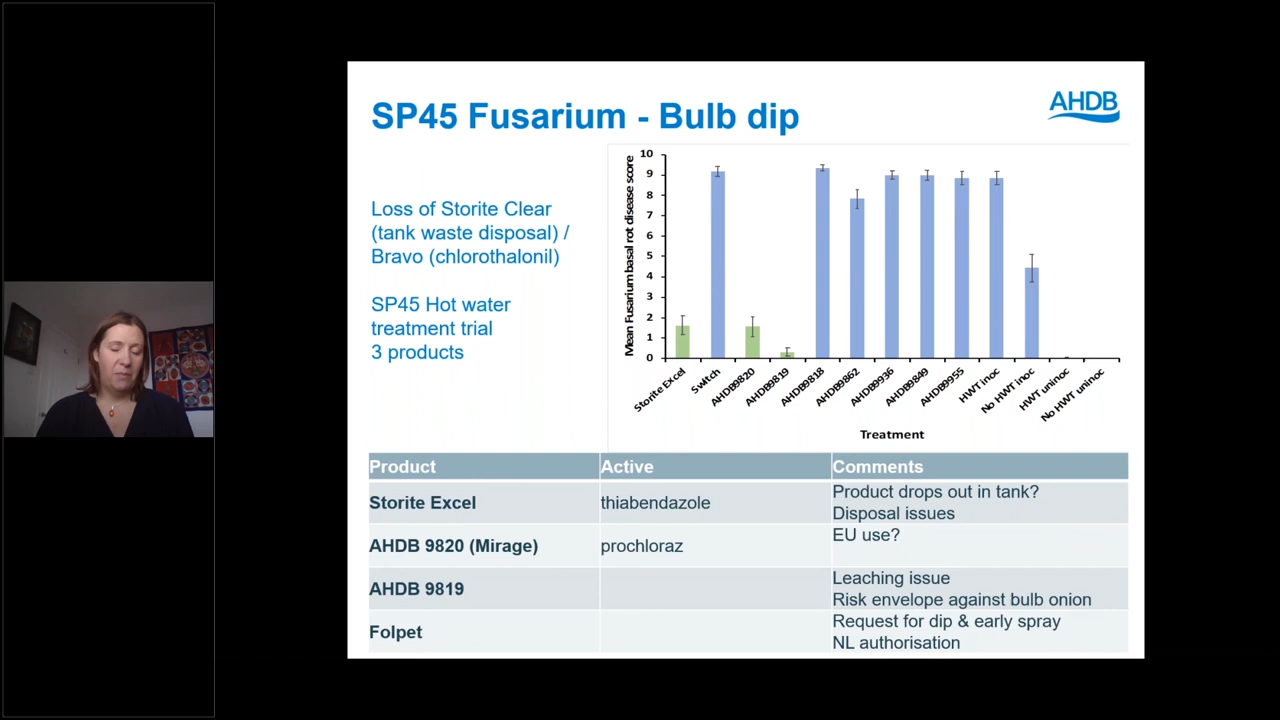 SP45 Fusarium - Bulb dip
AHDB
Loss of Storite Clear
(tank waste disposal) /
Bravo (chlorothalonil)
SP45 Hot water
treatment trial
3 products
Mean Fusarium basal rot disease score
10
9
8
7
6
5
4
3
2
1
0
Storite Excel
Switch
AHDB9820
AHDB9819
AHDB9818
AHDB9862
AHDB9936
AHDB9849
AHDB9955
HWT inoc
No HWT inoc
HWT uninoc
No HWT uninoc
Treatment
Product Active Comments
Storite Excel thiabendazole Product drops out in tank?
Disposal issues
AHDB 9820 (Mirage) prochloraz EU use?
AHDB 9819 Leaching issue
Risk envelope against bulb onion
Folpet Request for dip & early spray
NL authorisation